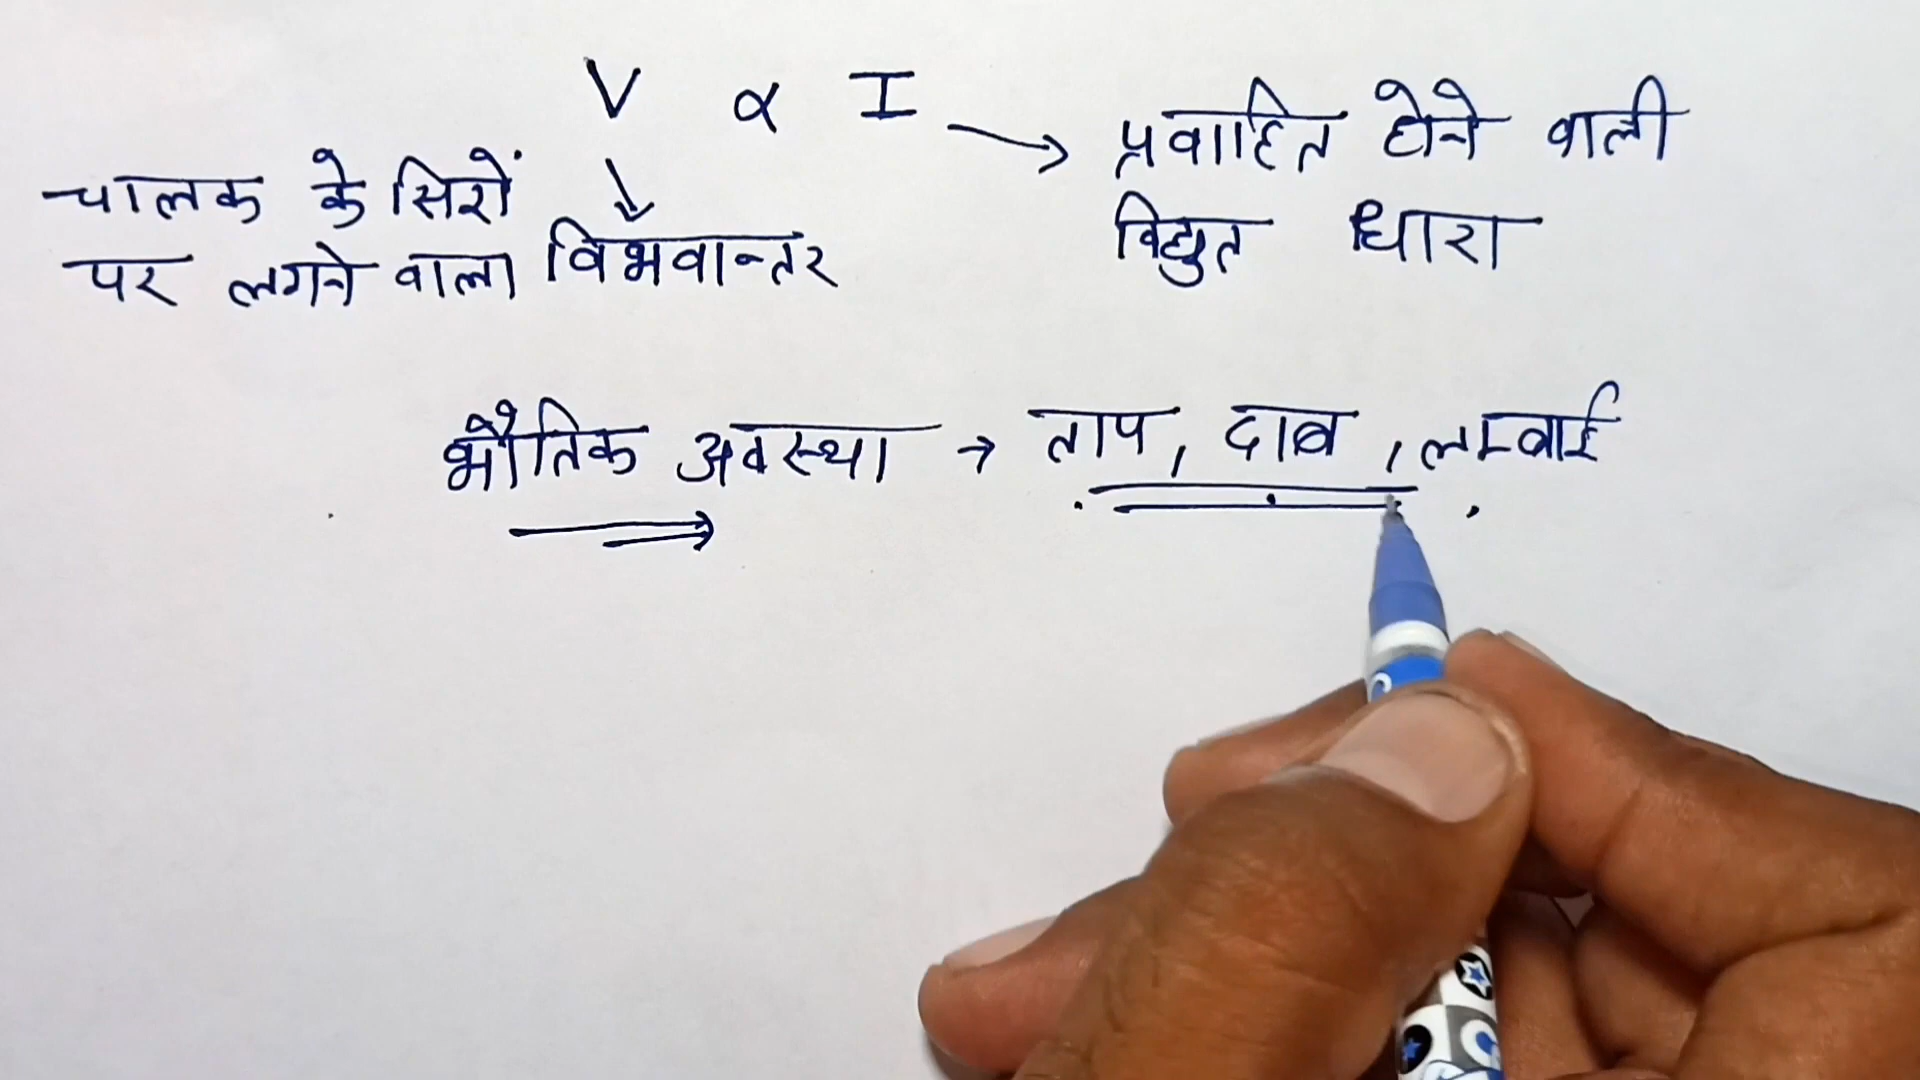 V ∝ I → प्रवाहित होने वाली
विद्युत धारा
चालक के सिरों
पर लगने वाला विभवान्तर
भौतिक अवस्था → ताप, दाब, लम्बाई